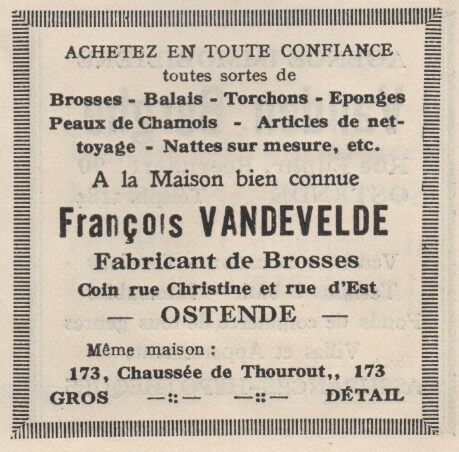 ACHETEZ EN TOUTE CONFIANCE
toutes sortes de
Brosses - Balais - Torchons - Eponges
Peaux de Chamois - Articles de net-
toyage - Nattes sur mesure, etc.
A la Maison bien connue
François VANDEVELDE
Fabricant de Brosses
Coin rue Christine et rue d'Est
— OSTENDE —
Même maison :
173, Chaussée de Thourout,, 173
GROS —::— —::— DÉTAIL